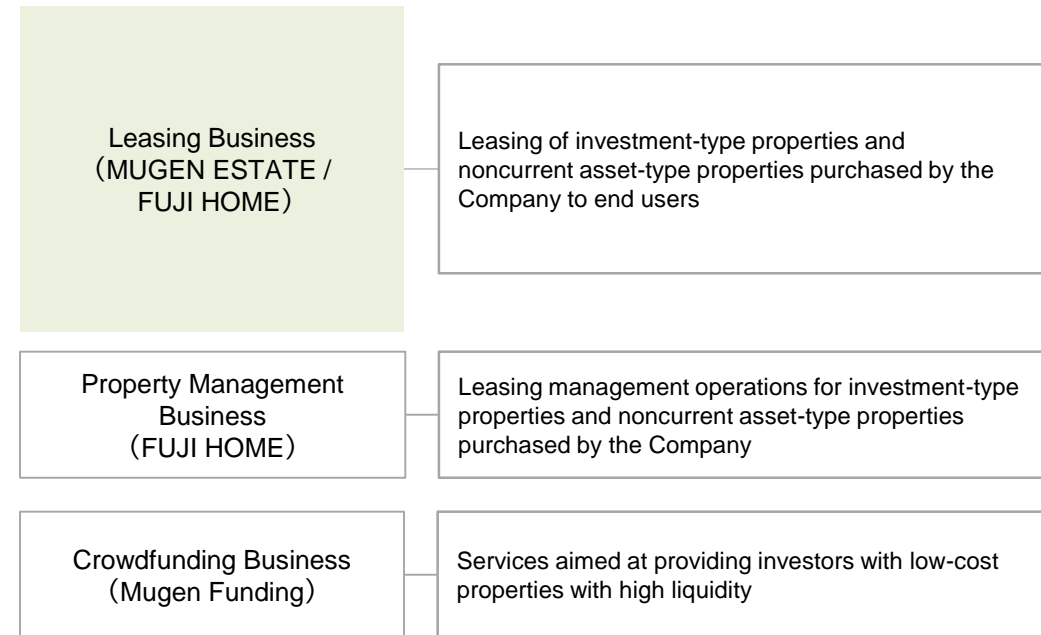 Leasing Business
（MUGEN ESTATE /
FUJI HOME）
Leasing of investment-type properties and
noncurrent asset-type properties purchased by the
Company to end users
Property Management
Business
（FUJI HOME）
Leasing management operations for investment-type
properties and noncurrent asset-type properties
purchased by the Company
Crowdfunding Business
（Mugen Funding）
Services aimed at providing investors with low-cost
properties with high liquidity